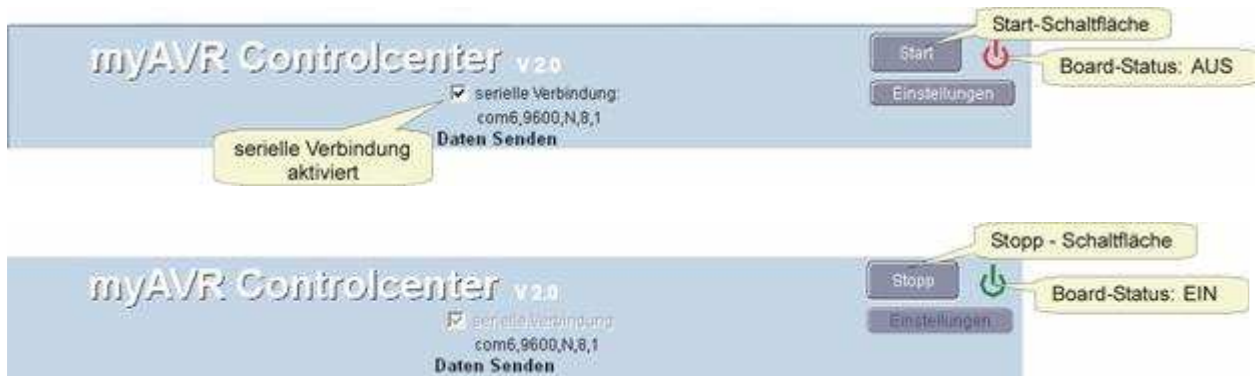 Start-Schaltfläche
myAVR Controlcenter V 2.0
Start
Board-Status: AUS
serielle Verbindung:
Einstellungen
com6,9600,N,8,1
Daten Senden
serielle Verbindung
aktiviert
Stopp - Schaltfläche
myAVR Controlcenter V 2.0
Stopp
Board-Status: EIN
serielle Verbindung
Einstellungen
com6,9600,N,8,1
Daten Senden